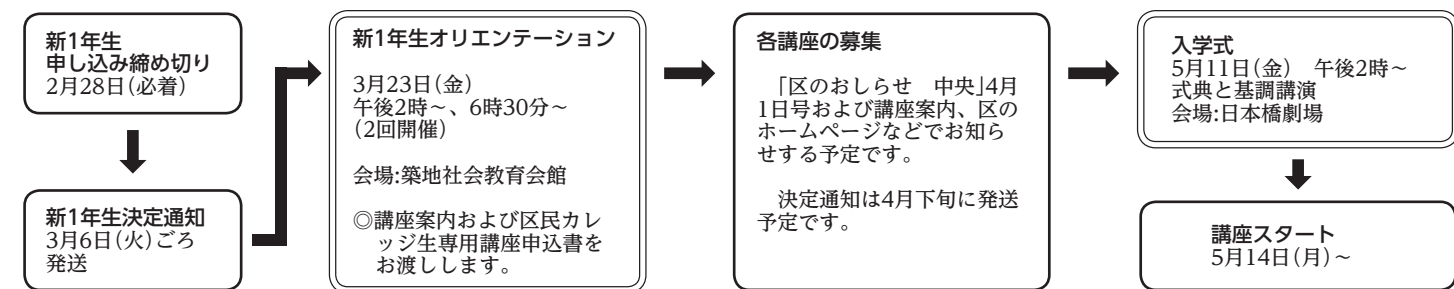 新1年生
申し込み締め切り
2月28日(必着)
新1年生決定通知
3月6日(火)ごろ
発送
新1年生オリエンテーション
3月23日(金)
午後2時～、6時30分～
(2回開催)
会場:築地社会教育会館
◎講座案内および区民カレ
ッジ生専用講座申込書を
お渡しします。
各講座の募集
「区のおしらせ　中央」4月
1日号および講座案内、区の
ホームページなどでお知ら
せする予定です。
決定通知は4月下旬に発送
予定です。
入学式
5月11日(金)　午後2時～
式典と基調講演
会場:日本橋劇場
講座スタート
5月14日(月)～